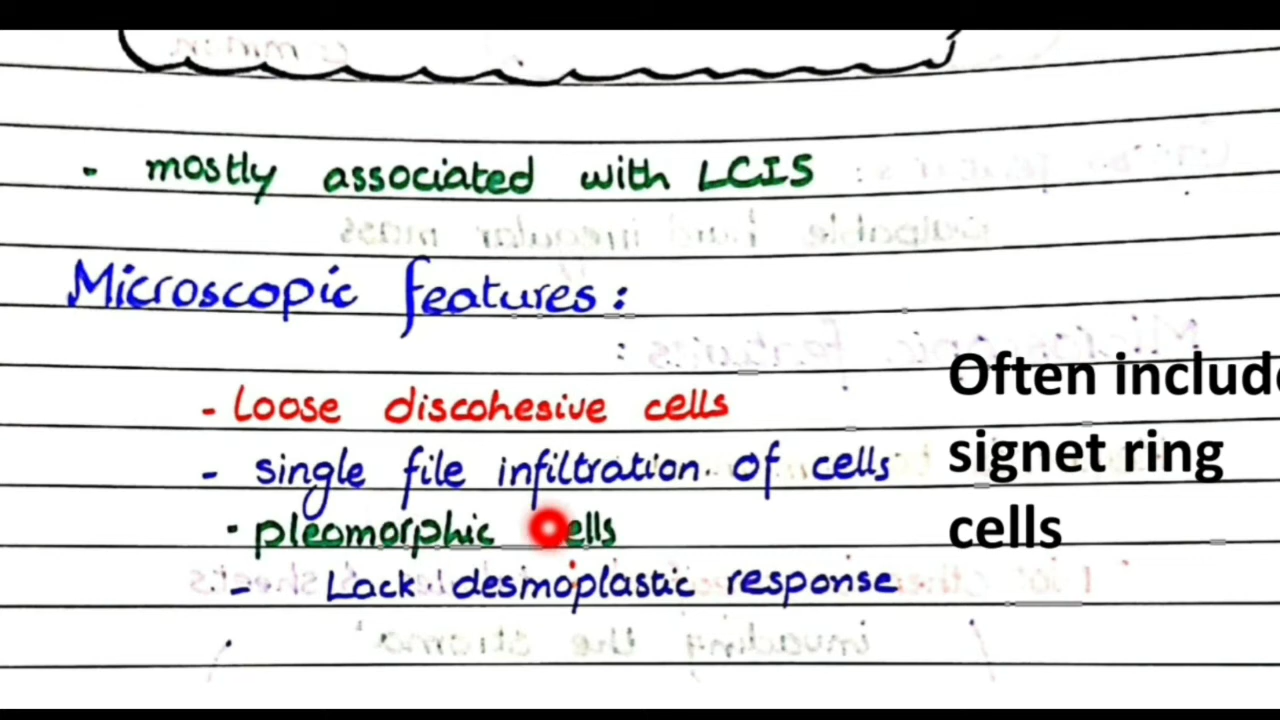 - mostly associated with LCIS
Microscopic features:
- Loose discohesive cells
- single file infiltration of cells
- pleomorphic cells
- Lack desmoplastic response
Often include
signet ring
cells